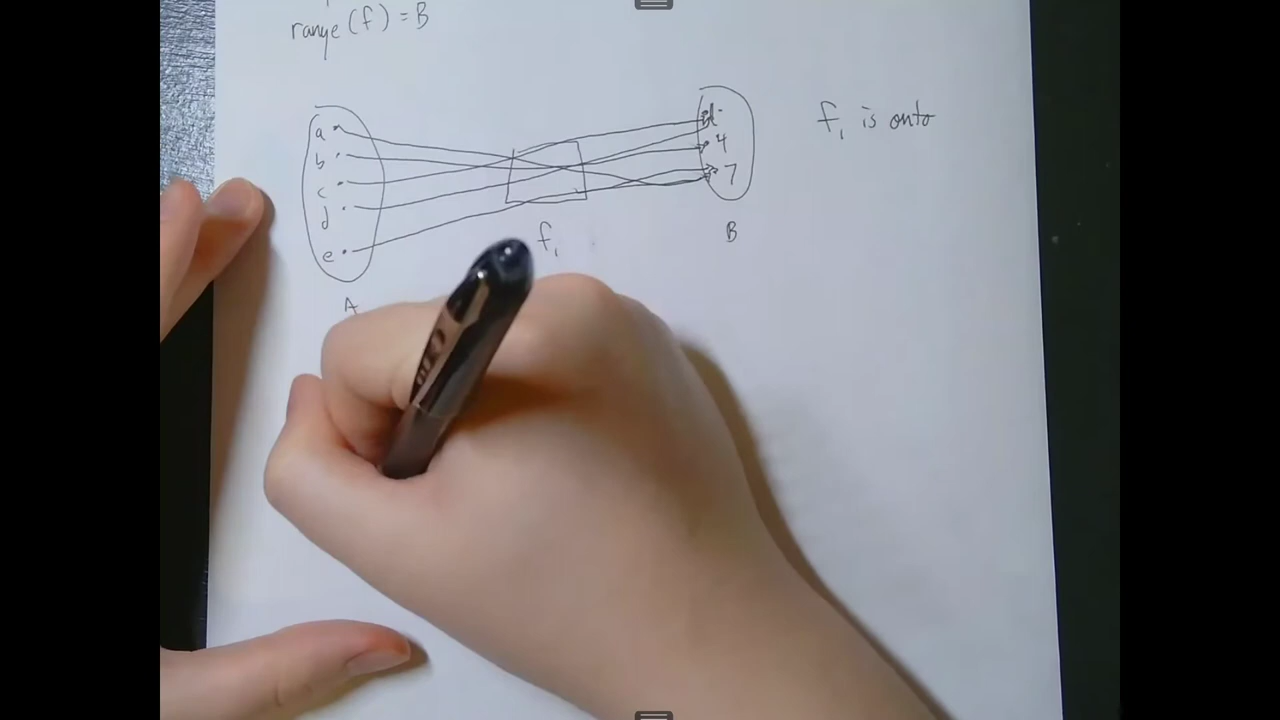 range (f) = B
a
b
c
d
e
4
7
f₁ is onto
f₁
B
A